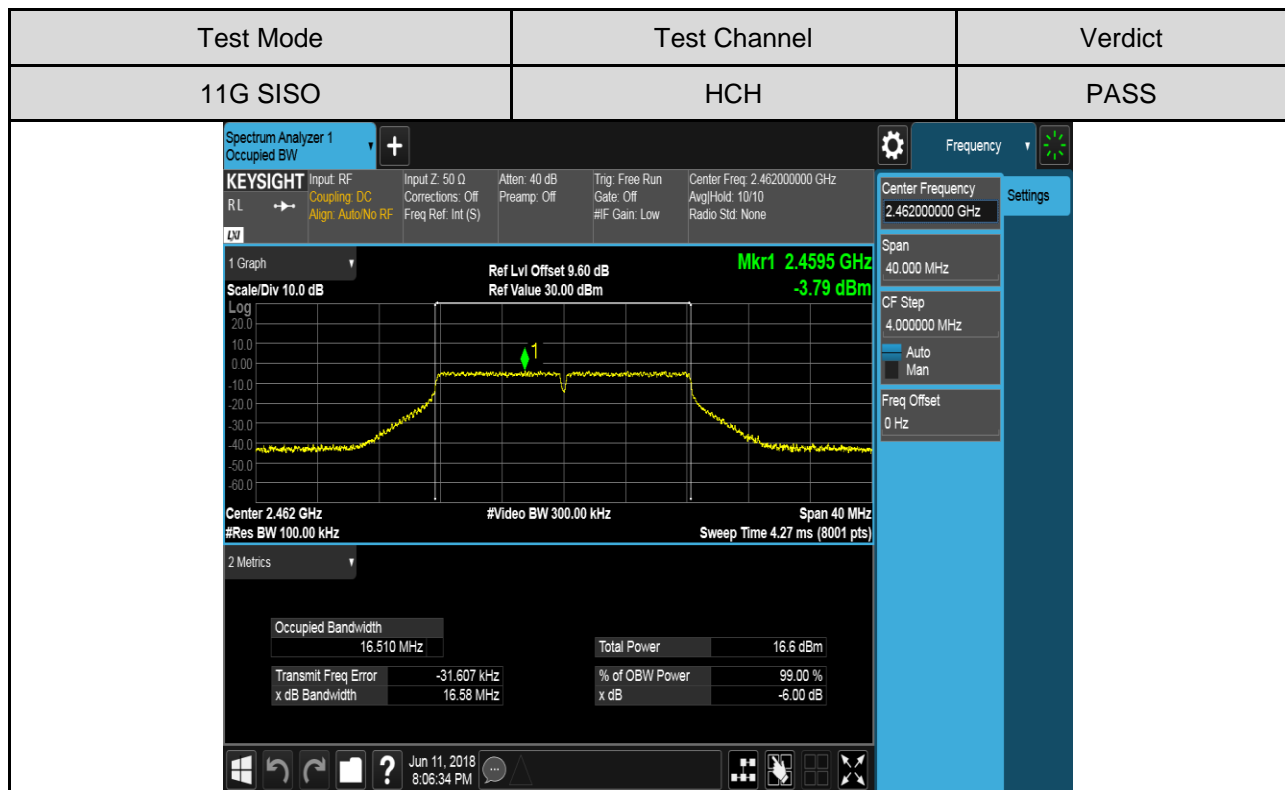 Test Mode Test Channel Verdict
11G SISO HCH PASS
Spectrum Analyzer 1
Occupied BW
+
Frequency
KEYSIGHT Input: RF Input Z: 50 Ω Atten: 40 dB Trig: Free Run Center Freq: 2.462000000 GHz
RL Coupling: DC Corrections: Off Preamp: Off Gate: Off Avg|Hold: 10/10
Align: Auto/No RF Freq Ref: Int (S) #IF Gain: Low Radio Std: None
LXI
Center Frequency
2.462000000 GHz
Settings
Span
40.000 MHz
CF Step
4.000000 MHz
Auto
Man
Freq Offset
0 Hz
1 Graph Ref Lvl Offset 9.60 dB Mkr1 2.4595 GHz
Scale/Div 10.0 dB Ref Value 30.00 dBm -3.79 dBm
Log
20.0
10.0
1
0.00
-10.0
-20.0
-30.0
-40.0
-50.0
-60.0
Center 2.462 GHz #Video BW 300.00 kHz Span 40 MHz
#Res BW 100.00 kHz Sweep Time 4.27 ms (8001 pts)
2 Metrics
Occupied Bandwidth
16.510 MHz Total Power 16.6 dBm
Transmit Freq Error -31.607 kHz % of OBW Power 99.00 %
x dB Bandwidth 16.58 MHz x dB -6.00 dB
? Jun 11, 2018
8:06:34 PM